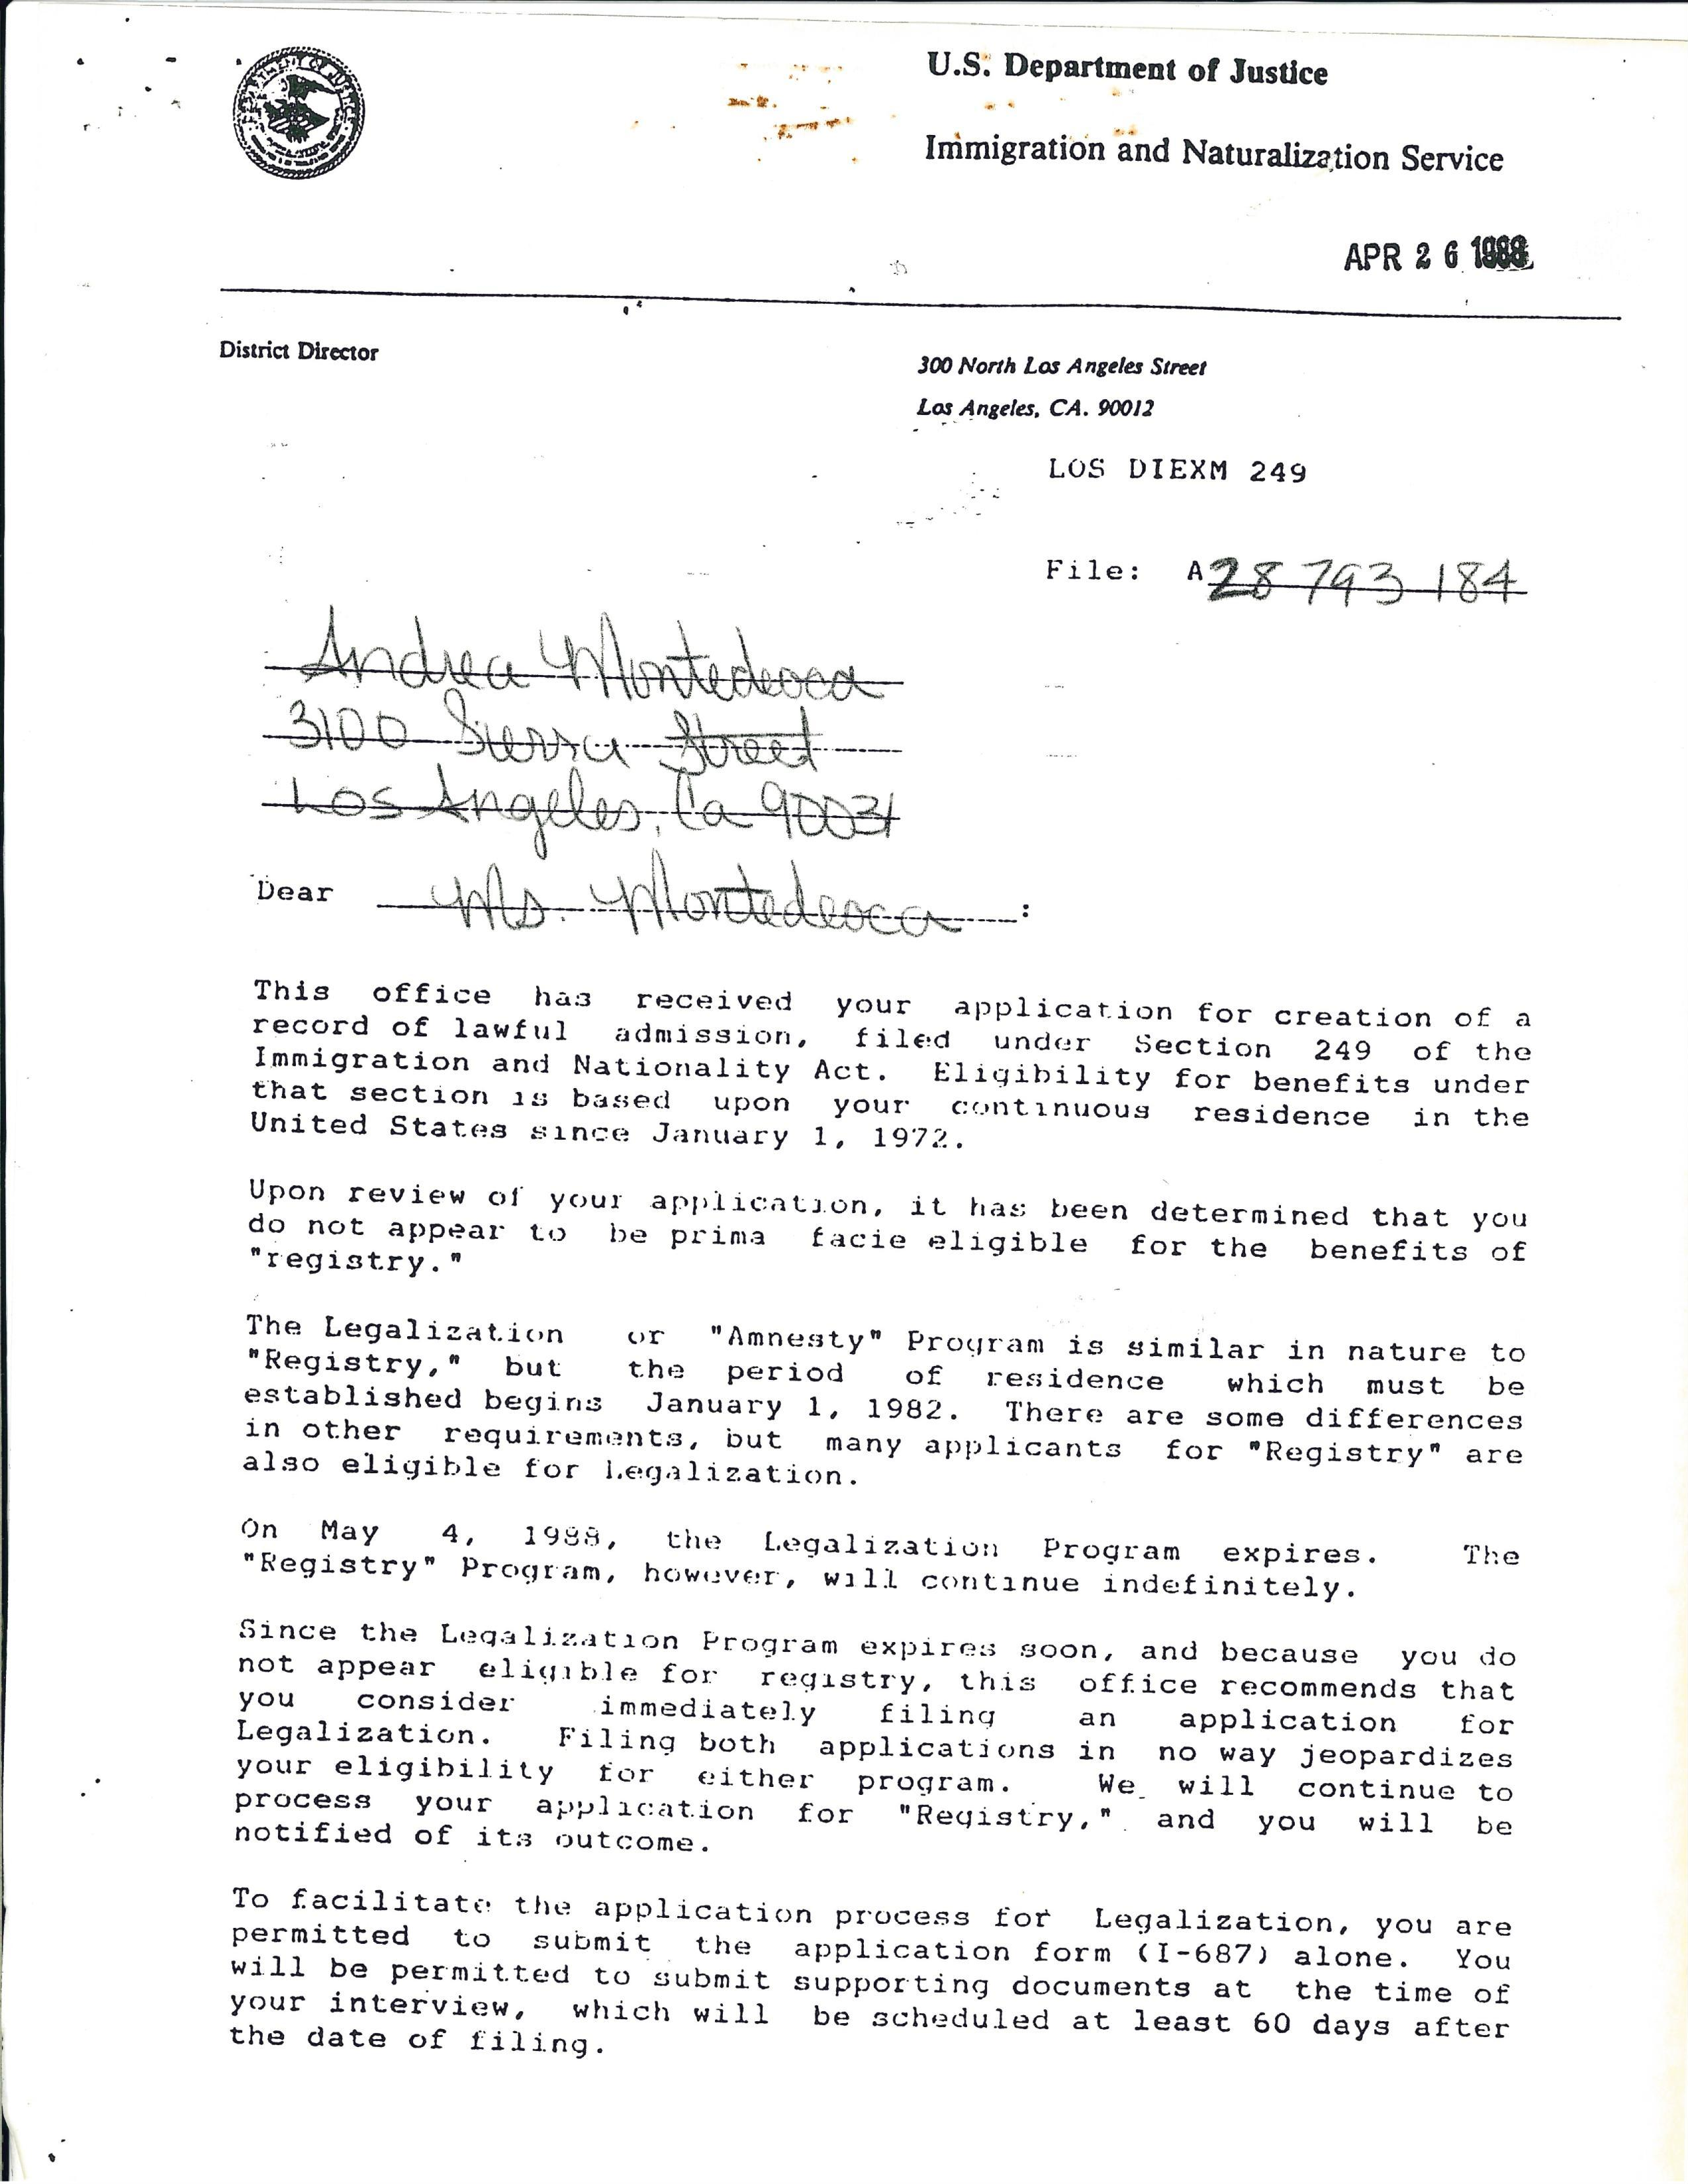 U.S. Department of Justice
Immigration and Naturalization Service
APR 26 1988
District Director
300 North Los Angeles Street
Los Angeles, CA. 90012
LOS DIEXM 249
File: A28 793 184
Andrea Montedeoca
3100 Sierra Street
Los Angeles, Ca 90031
Dear Ms. Montedeoca:
This office has received your application for creation of a
record of lawful admission, filed under Section 249 of the
Immigration and Nationality Act. Eligibility for benefits under
that section is based upon your continuous residence in the
United States since January 1, 1972.
Upon review of your application, it has been determined that you
do not appear to be prima facie eligible for the benefits of
"registry."
The Legalization or "Amnesty" Program is similar in nature to
"Registry," but the period of residence which must be
established begins January 1, 1982. There are some differences
in other requirements, but many applicants for "Registry" are
also eligible for Legalization.
On May 4, 1988, the Legalization Program expires. The
"Registry" Program, however, will continue indefinitely.
Since the Legalization Program expires soon, and because you do
not appear eligible for registry, this office recommends that
you consider immediately filing an application for
Legalization. Filing both applications in no way jeopardizes
your eligibility for either program. We will continue to
process your application for "Registry," and you will be
notified of its outcome.
To facilitate the application process for Legalization, you are
permitted to submit the application form (I-687) alone. You
will be permitted to submit supporting documents at the time of
your interview, which will be scheduled at least 60 days after
the date of filing.